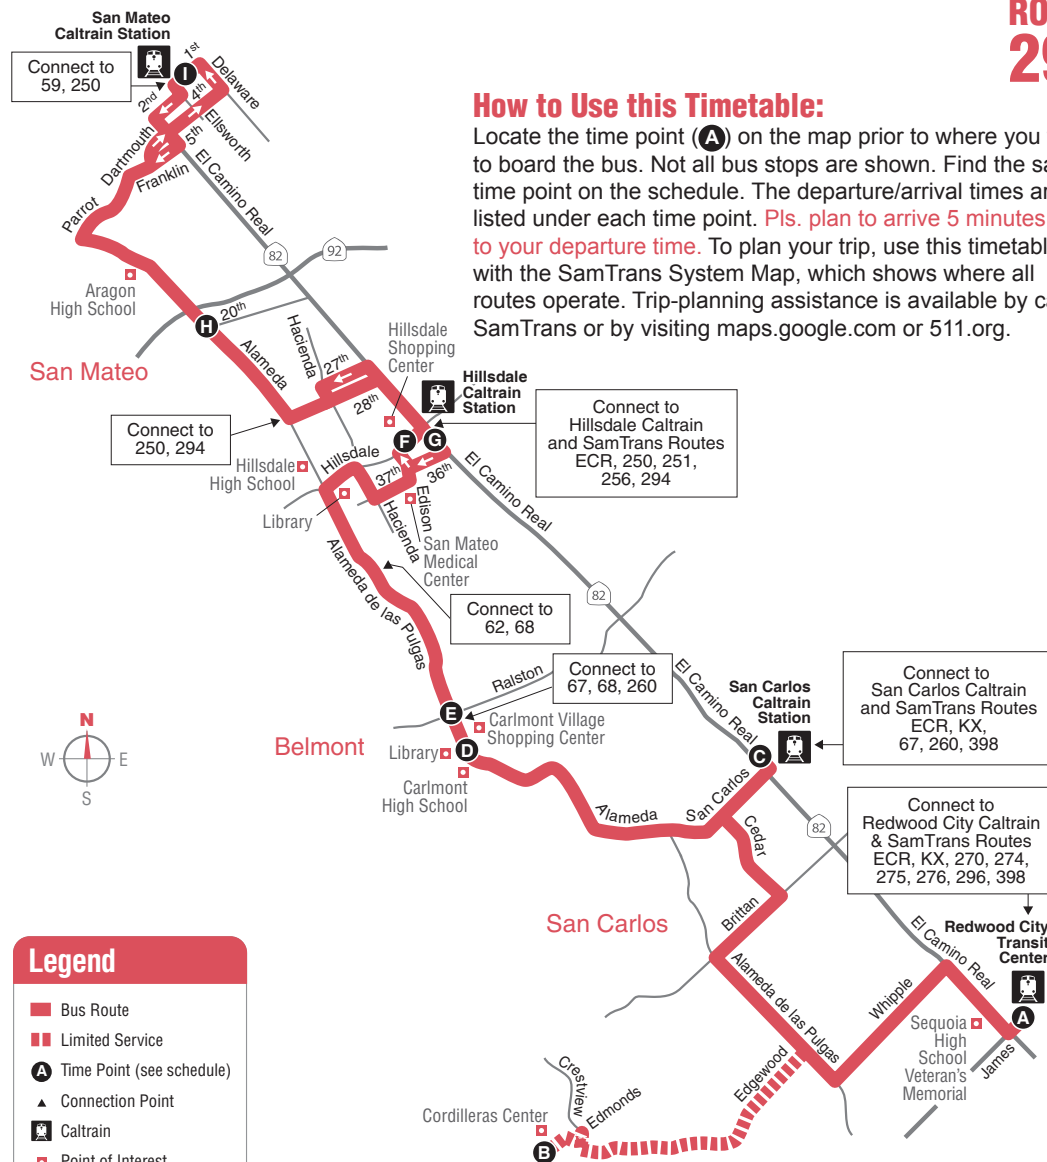 San Mateo
Caltrain Station
Connect to
59, 250
I
1st
Delaware
2nd
4th
Ellsworth
Dartmouth
5th
Franklin
El Camino Real
Parrot
82
92
Aragon
High School
H
20th
San Mateo
Alameda
Hacienda
27th
28th
Hillsdale
Shopping
Center
Hillsdale
Caltrain
Station
Connect to
250, 294
F
G
Connect to
Hillsdale Caltrain
and SamTrans Routes
ECR, 250, 251,
256, 294
Hillsdale
High School
Hillsdale
37th
36th
Edison
Hacienda
Library
San Mateo
Medical
Center
El Camino Real
82
Alameda de las Pulgas
Connect to
62, 68
Ralston
Connect to
67, 68, 260
E
Carlmont Village
Shopping Center
Belmont
Library
D
Carlmont
High School
El Camino Real
San Carlos
Caltrain
Station
C
Connect to
San Carlos Caltrain
and SamTrans Routes
ECR, KX,
67, 260, 398
Alameda
San Carlos
Cedar
82
Connect to
Redwood City Caltrain
& SamTrans Routes
ECR, KX, 270, 274,
275, 276, 296, 398
San Carlos
Brittan
El Camino Real
Redwood City
Transit
Center
A
Alameda de las Pulgas
Whipple
Sequoia
High
School
Veteran's
Memorial
James
Edgewood
Crestview
Edmonds
Cordilleras Center
B
N
W
E
S
How to Use this Timetable:
Locate the time point (A) on the map prior to where you
to board the bus. Not all bus stops are shown. Find the sa
time point on the schedule. The departure/arrival times ar
listed under each time point. Pls. plan to arrive 5 minutes
to your departure time. To plan your trip, use this timetabl
with the SamTrans System Map, which shows where all
routes operate. Trip-planning assistance is available by ca
SamTrans or by visiting maps.google.com or 511.org.
Legend
Bus Route
Limited Service
A Time Point (see schedule)
Connection Point
Caltrain
Point of Interest